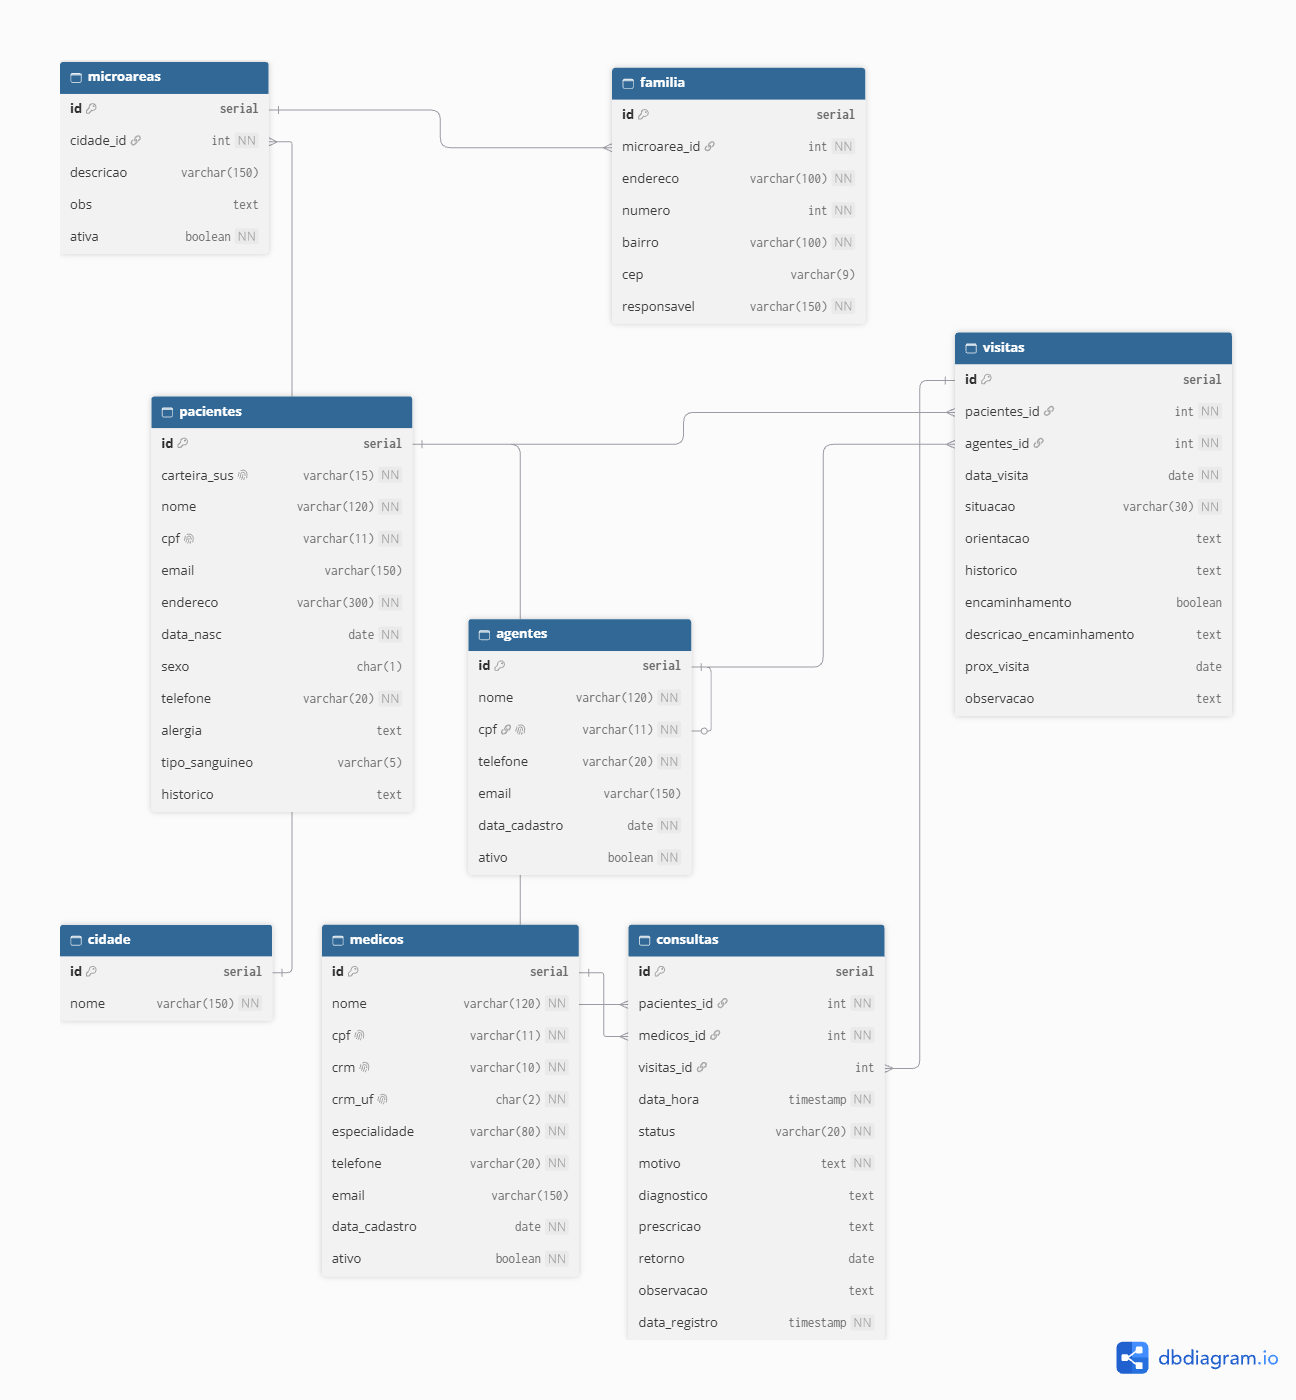 microareas
id serial
cidade_id int NN
descricao varchar(150)
obs text
ativa boolean NN
familia
id serial
microarea_id int NN
endereco varchar(100) NN
numero int NN
bairro varchar(100) NN
cep varchar(9)
responsavel varchar(150) NN
visitas
id serial
pacientes_id int NN
agentes_id int NN
data_visita date NN
situacao varchar(30) NN
orientacao text
historico text
encaminhamento boolean
descricao_encaminhamento text
prox_visita date
observacao text
pacientes
id serial
carteira_sus varchar(15) NN
nome varchar(120) NN
cpf varchar(11) NN
email varchar(150)
endereco varchar(300) NN
data_nasc date NN
sexo char(1)
telefone varchar(20) NN
alergia text
tipo_sanguineo varchar(5)
historico text
agentes
id serial
nome varchar(120) NN
cpf varchar(11) NN
telefone varchar(20) NN
email varchar(150)
data_cadastro date NN
ativo boolean NN
cidade
id serial
nome varchar(150) NN
medicos
id serial
nome varchar(120) NN
cpf varchar(11) NN
crm varchar(10) NN
crm_uf char(2) NN
especialidade varchar(80) NN
telefone varchar(20) NN
email varchar(150)
data_cadastro date NN
ativo boolean NN
consultas
id serial
pacientes_id int NN
medicos_id int NN
visitas_id int
data_hora timestamp NN
status varchar(20) NN
motivo text NN
diagnostico text
prescricao text
retorno date
observacao text
data_registro timestamp NN
dbdiagram.io